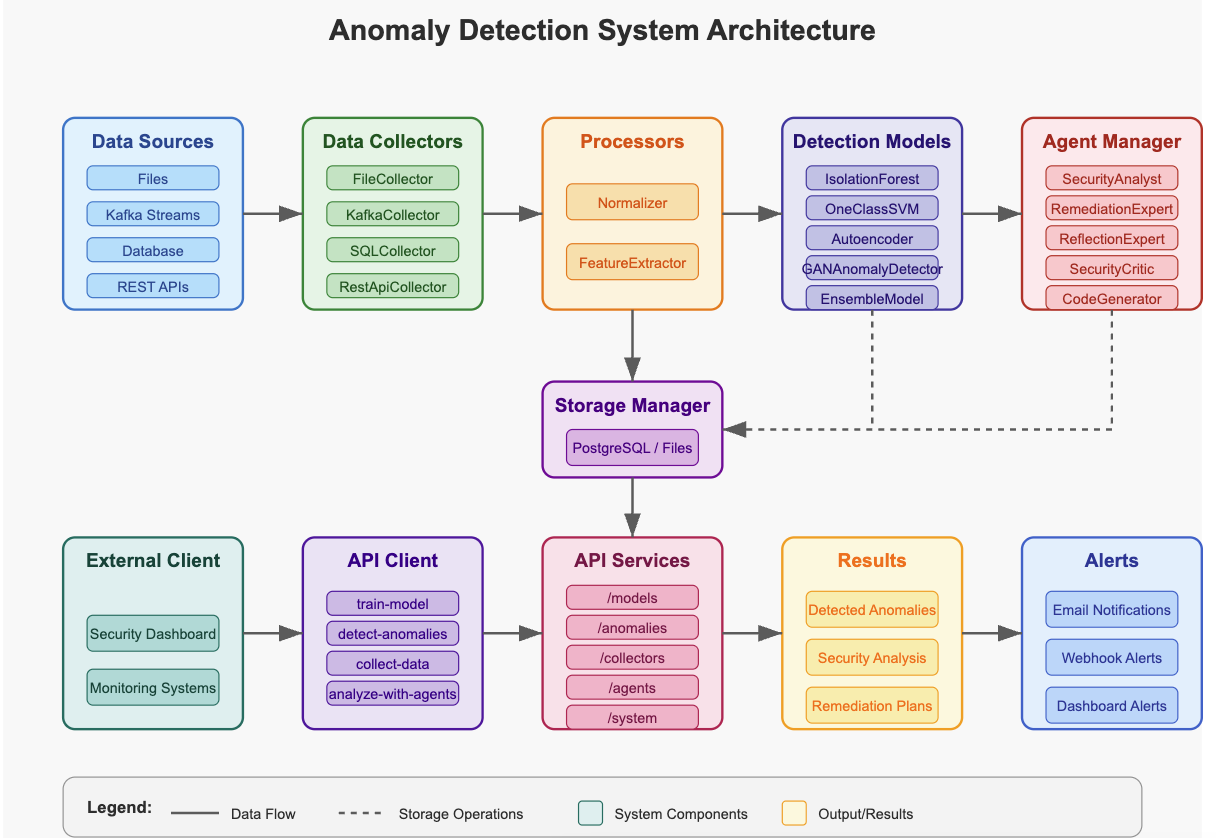 Anomaly Detection System Architecture
Data Sources
Files
Kafka Streams
Database
REST APIs
Data Collectors
FileCollector
KafkaCollector
SQLCollector
RestApiCollector
Processors
Normalizer
FeatureExtractor
Detection Models
IsolationForest
OneClassSVM
Autoencoder
GANAnomalyDetector
EnsembleModel
Agent Manager
SecurityAnalyst
RemediationExpert
ReflectionExpert
SecurityCritic
CodeGenerator
Storage Manager
PostgreSQL / Files
External Client
Security Dashboard
Monitoring Systems
API Client
train-model
detect-anomalies
collect-data
analyze-with-agents
API Services
/models
/anomalies
/collectors
/agents
/system
Results
Detected Anomalies
Security Analysis
Remediation Plans
Alerts
Email Notifications
Webhook Alerts
Dashboard Alerts
Legend:
Data Flow
Storage Operations
System Components
Output/Results